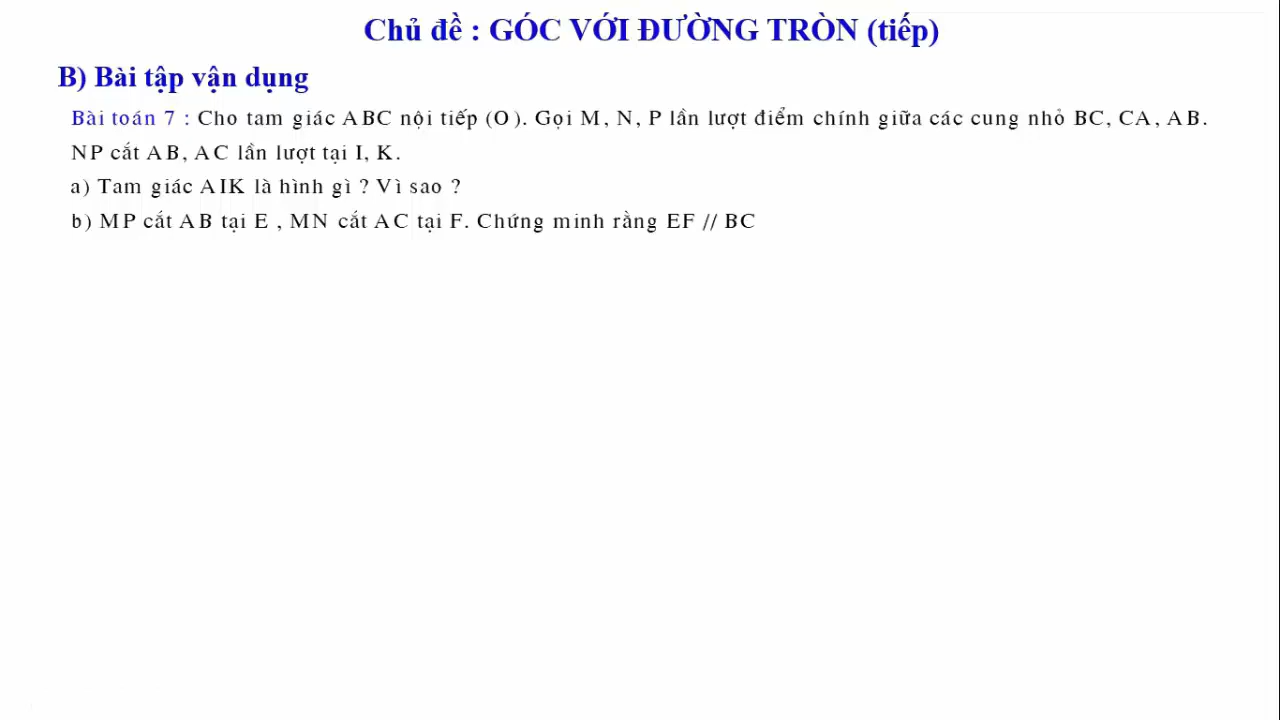 Chủ đề : GÓC VỚI ĐƯỜNG TRÒN (tiếp)
B) Bài tập vận dụng
Bài toán 7 : Cho tam giác ABC nội tiếp (O). Gọi M, N, P lần lượt điểm chính giữa các cung nhỏ BC, CA, AB.
NP cắt AB, AC lần lượt tại I, K.
a) Tam giác AIK là hình gì ? Vì sao ?
b) MP cắt AB tại E , MN cắt AC tại F. Chứng minh rằng EF // BC